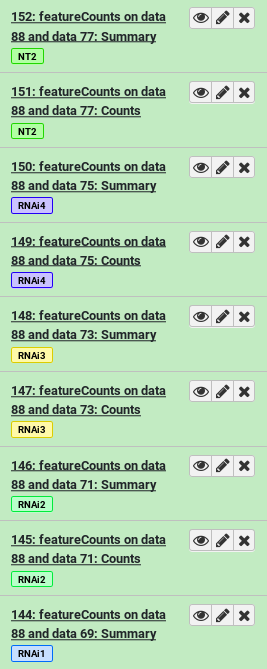 152: featureCounts on data
88 and data 77: Summary
NT2
151: featureCounts on data
88 and data 77: Counts
NT2
150: featureCounts on data
88 and data 75: Summary
RNAi4
149: featureCounts on data
88 and data 75: Counts
RNAi4
148: featureCounts on data
88 and data 73: Summary
RNAi3
147: featureCounts on data
88 and data 73: Counts
RNAi3
146: featureCounts on data
88 and data 71: Summary
RNAi2
145: featureCounts on data
88 and data 71: Counts
RNAi2
144: featureCounts on data
88 and data 69: Summary
RNAi1